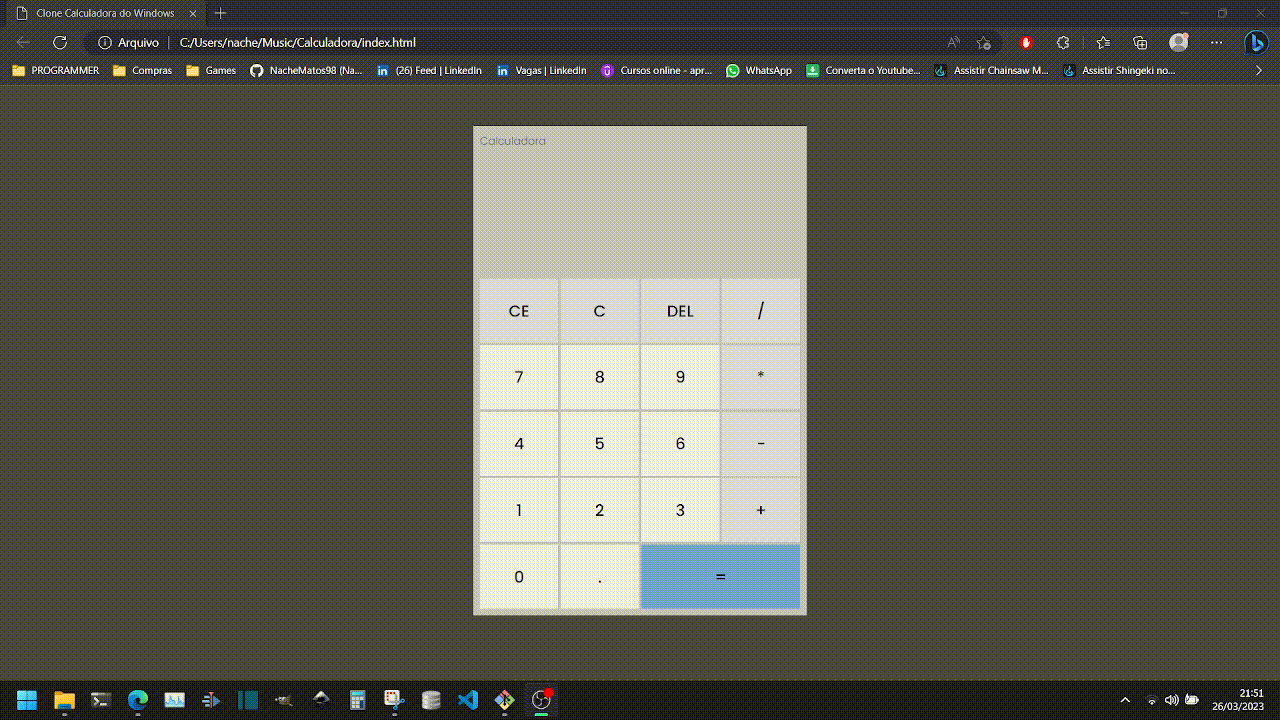 Clone Calculadora do Windows
Arquivo C:/Users/nache/Music/Calculadora/index.html
PROGRAMMER Compras Games NacheMatos98 (Na... (26) Feed | LinkedIn Vagas | LinkedIn Cursos online - apr... WhatsApp Converta o Youtube... Assistir Chainsaw M... Assistir Shingeki no...
Calculadora
CE C DEL /
7 8 9 *
4 5 6 -
1 2 3 +
0 . =
21:51
26/03/2023